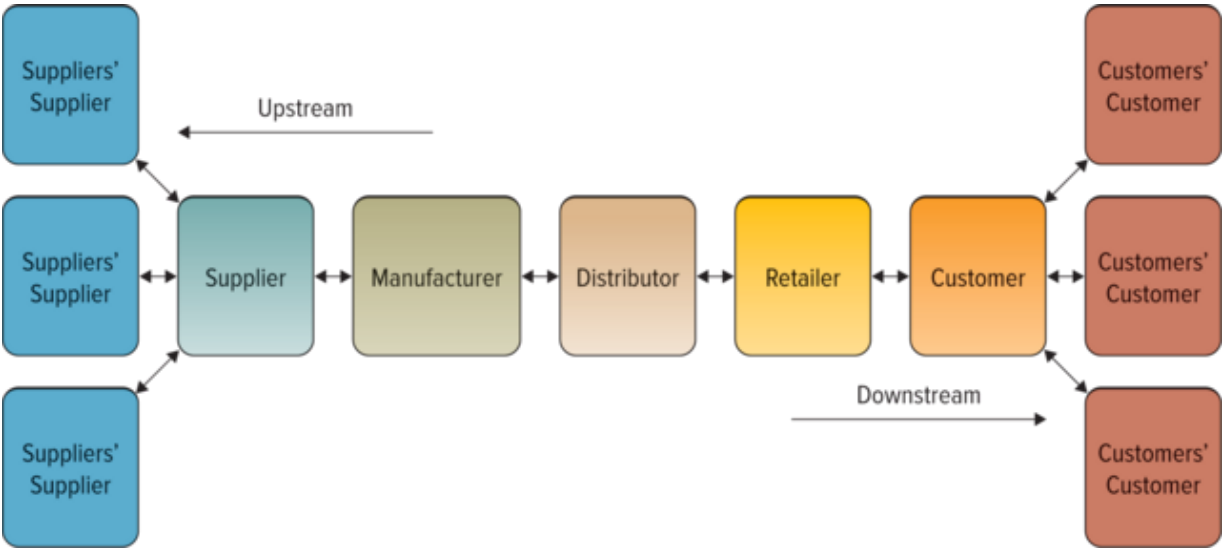 Suppliers'
Supplier
Upstream
Customers'
Customer
Suppliers'
Supplier
Supplier
Manufacturer
Distributor
Retailer
Customer
Customers'
Customer
Downstream
Suppliers'
Supplier
Customers'
Customer